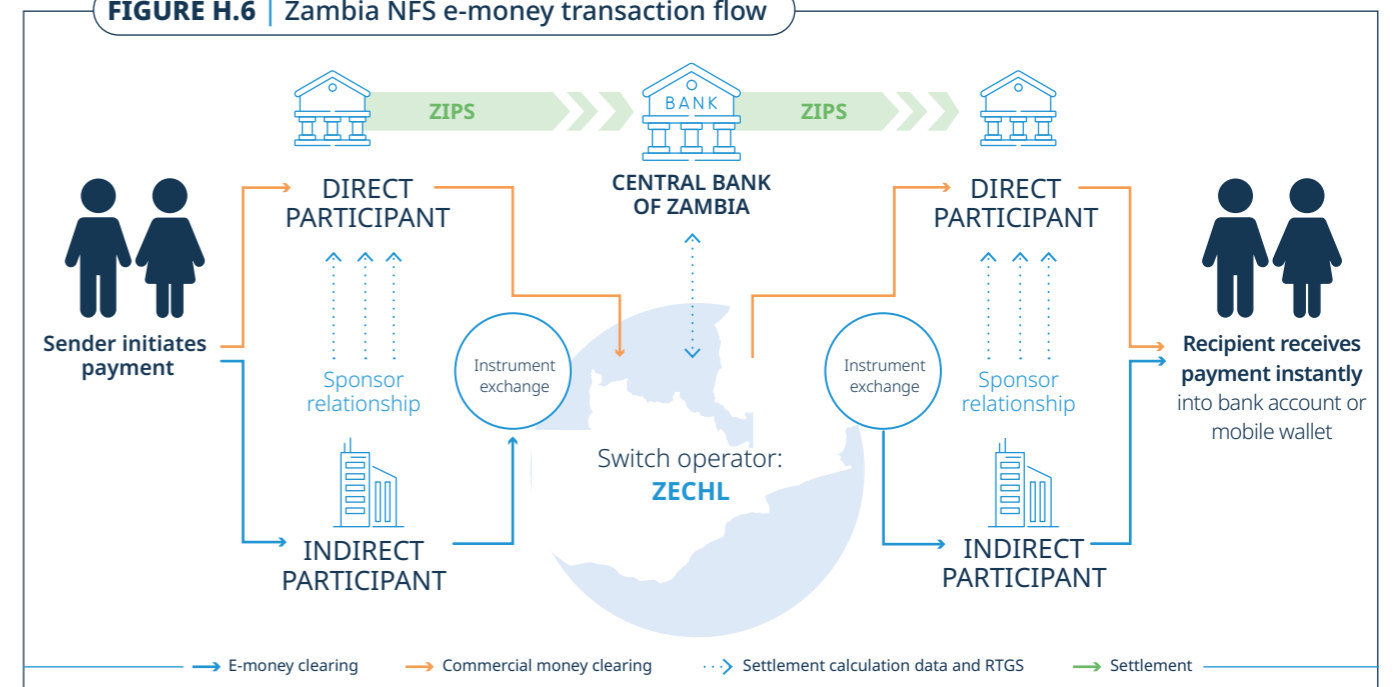 FIGURE H.6 | Zambia NFS e-money transaction flow
ZIPS
BANK
ZIPS
DIRECT
PARTICIPANT
CENTRAL BANK
OF ZAMBIA
DIRECT
PARTICIPANT
Sender initiates
payment
Sponsor
relationship
Instrument
exchange
Instrument
exchange
Sponsor
relationship
Recipient receives
payment instantly
into bank account or
mobile wallet
Switch operator:
ZECHL
INDIRECT
PARTICIPANT
INDIRECT
PARTICIPANT
E-money clearing
Commercial money clearing
Settlement calculation data and RTGS
Settlement